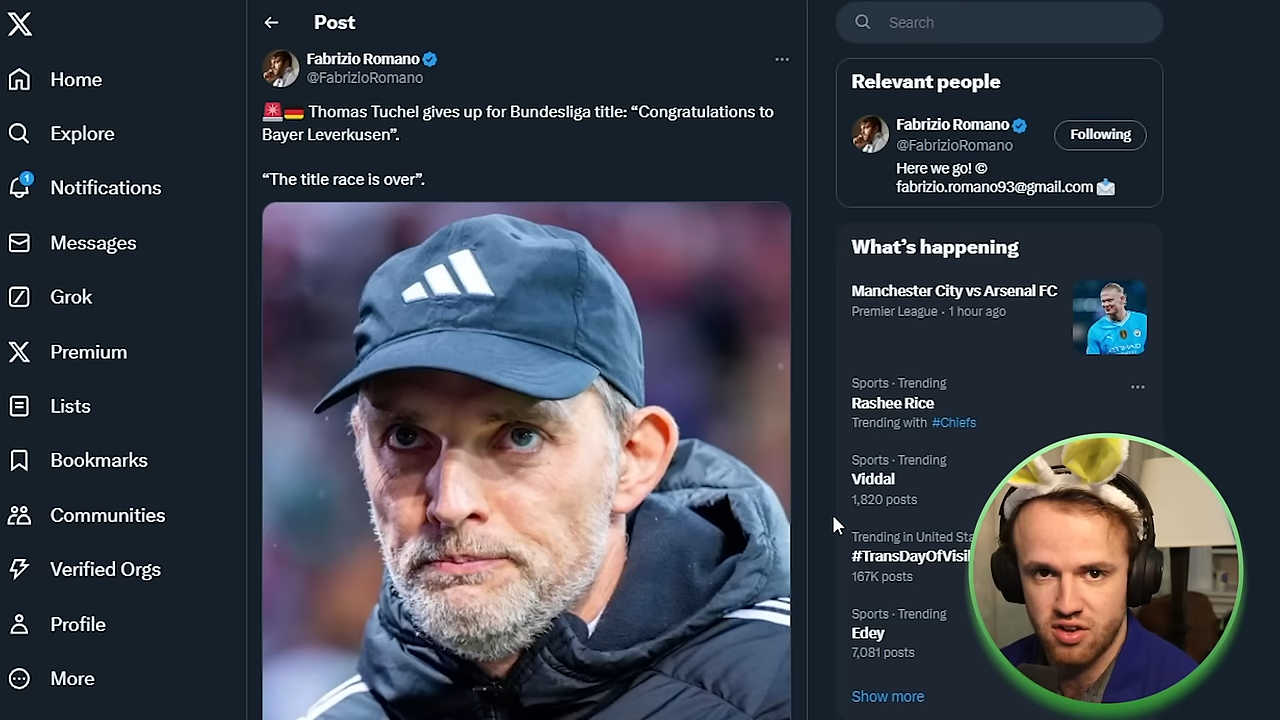 Home
Explore
1
Notifications
Messages
Grok
Premium
Lists
Bookmarks
Communities
Verified Orgs
Profile
More
Post
Fabrizio Romano
@FabrizioRomano
🚨🇩🇪 Thomas Tuchel gives up for Bundesliga title: “Congratulations to
Bayer Leverkusen”.
“The title race is over”.
Search
Relevant people
Fabrizio Romano
@FabrizioRomano
Following
Here we go! ©
fabrizio.romano93@gmail.com 📩
What’s happening
Manchester City vs Arsenal FC
Premier League · 1 hour ago
Sports · Trending
Rashee Rice
Trending with #Chiefs
Sports · Trending
Viddal
1,820 posts
Trending in United Sta
#TransDayOfVisil
167K posts
Sports · Trending
Edey
7,081 posts
Show more